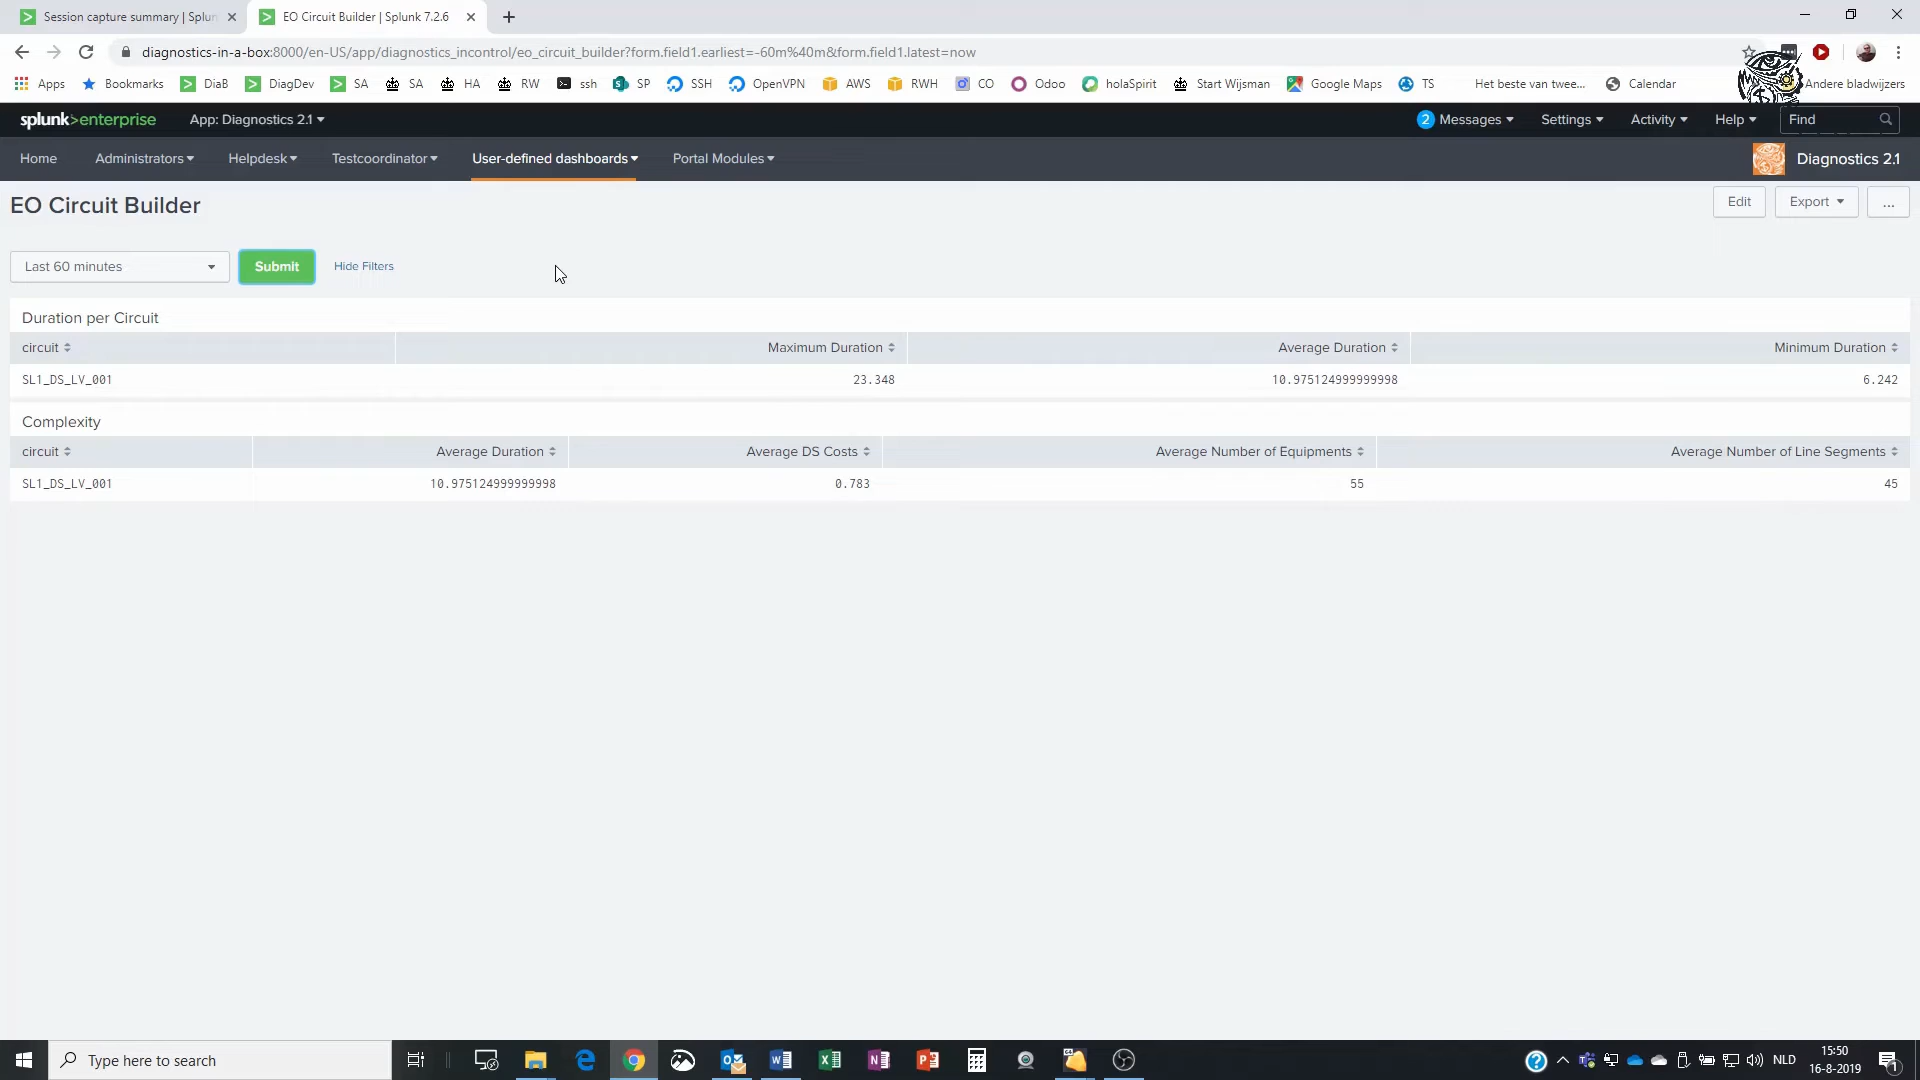 Session capture summary | Splun
EO Circuit Builder | Splunk 7.2.6
diagnostics-in-a-box:8000/en-US/app/diagnostics_incontrol/eo_circuit_builder?form.field1.earliest=-60m%40m&form.field1.latest=now
Apps Bookmarks DiaB DiagDev SA SA HA RW ssh SP SSH OpenVPN AWS RWH CO Odoo holaSpirit Start Wijsman Google Maps TS Het beste van twee... Calendar Andere bladwijzers
splunk>enterprise App: Diagnostics 2.1 2 Messages Settings Activity Help Find
Home Administrators Helpdesk Testcoordinator User-defined dashboards Portal Modules Diagnostics 2.1
EO Circuit Builder
Edit Export ...
Last 60 minutes Submit Hide Filters
Duration per Circuit
circuit Maximum Duration Average Duration Minimum Duration
SL1_DS_LV_001 23.348 10.975124999999998 6.242
Complexity
circuit Average Duration Average DS Costs Average Number of Equipments Average Number of Line Segments
SL1_DS_LV_001 10.975124999999998 0.783 55 45
Type here to search
NLD
15:50
16-8-2019
1